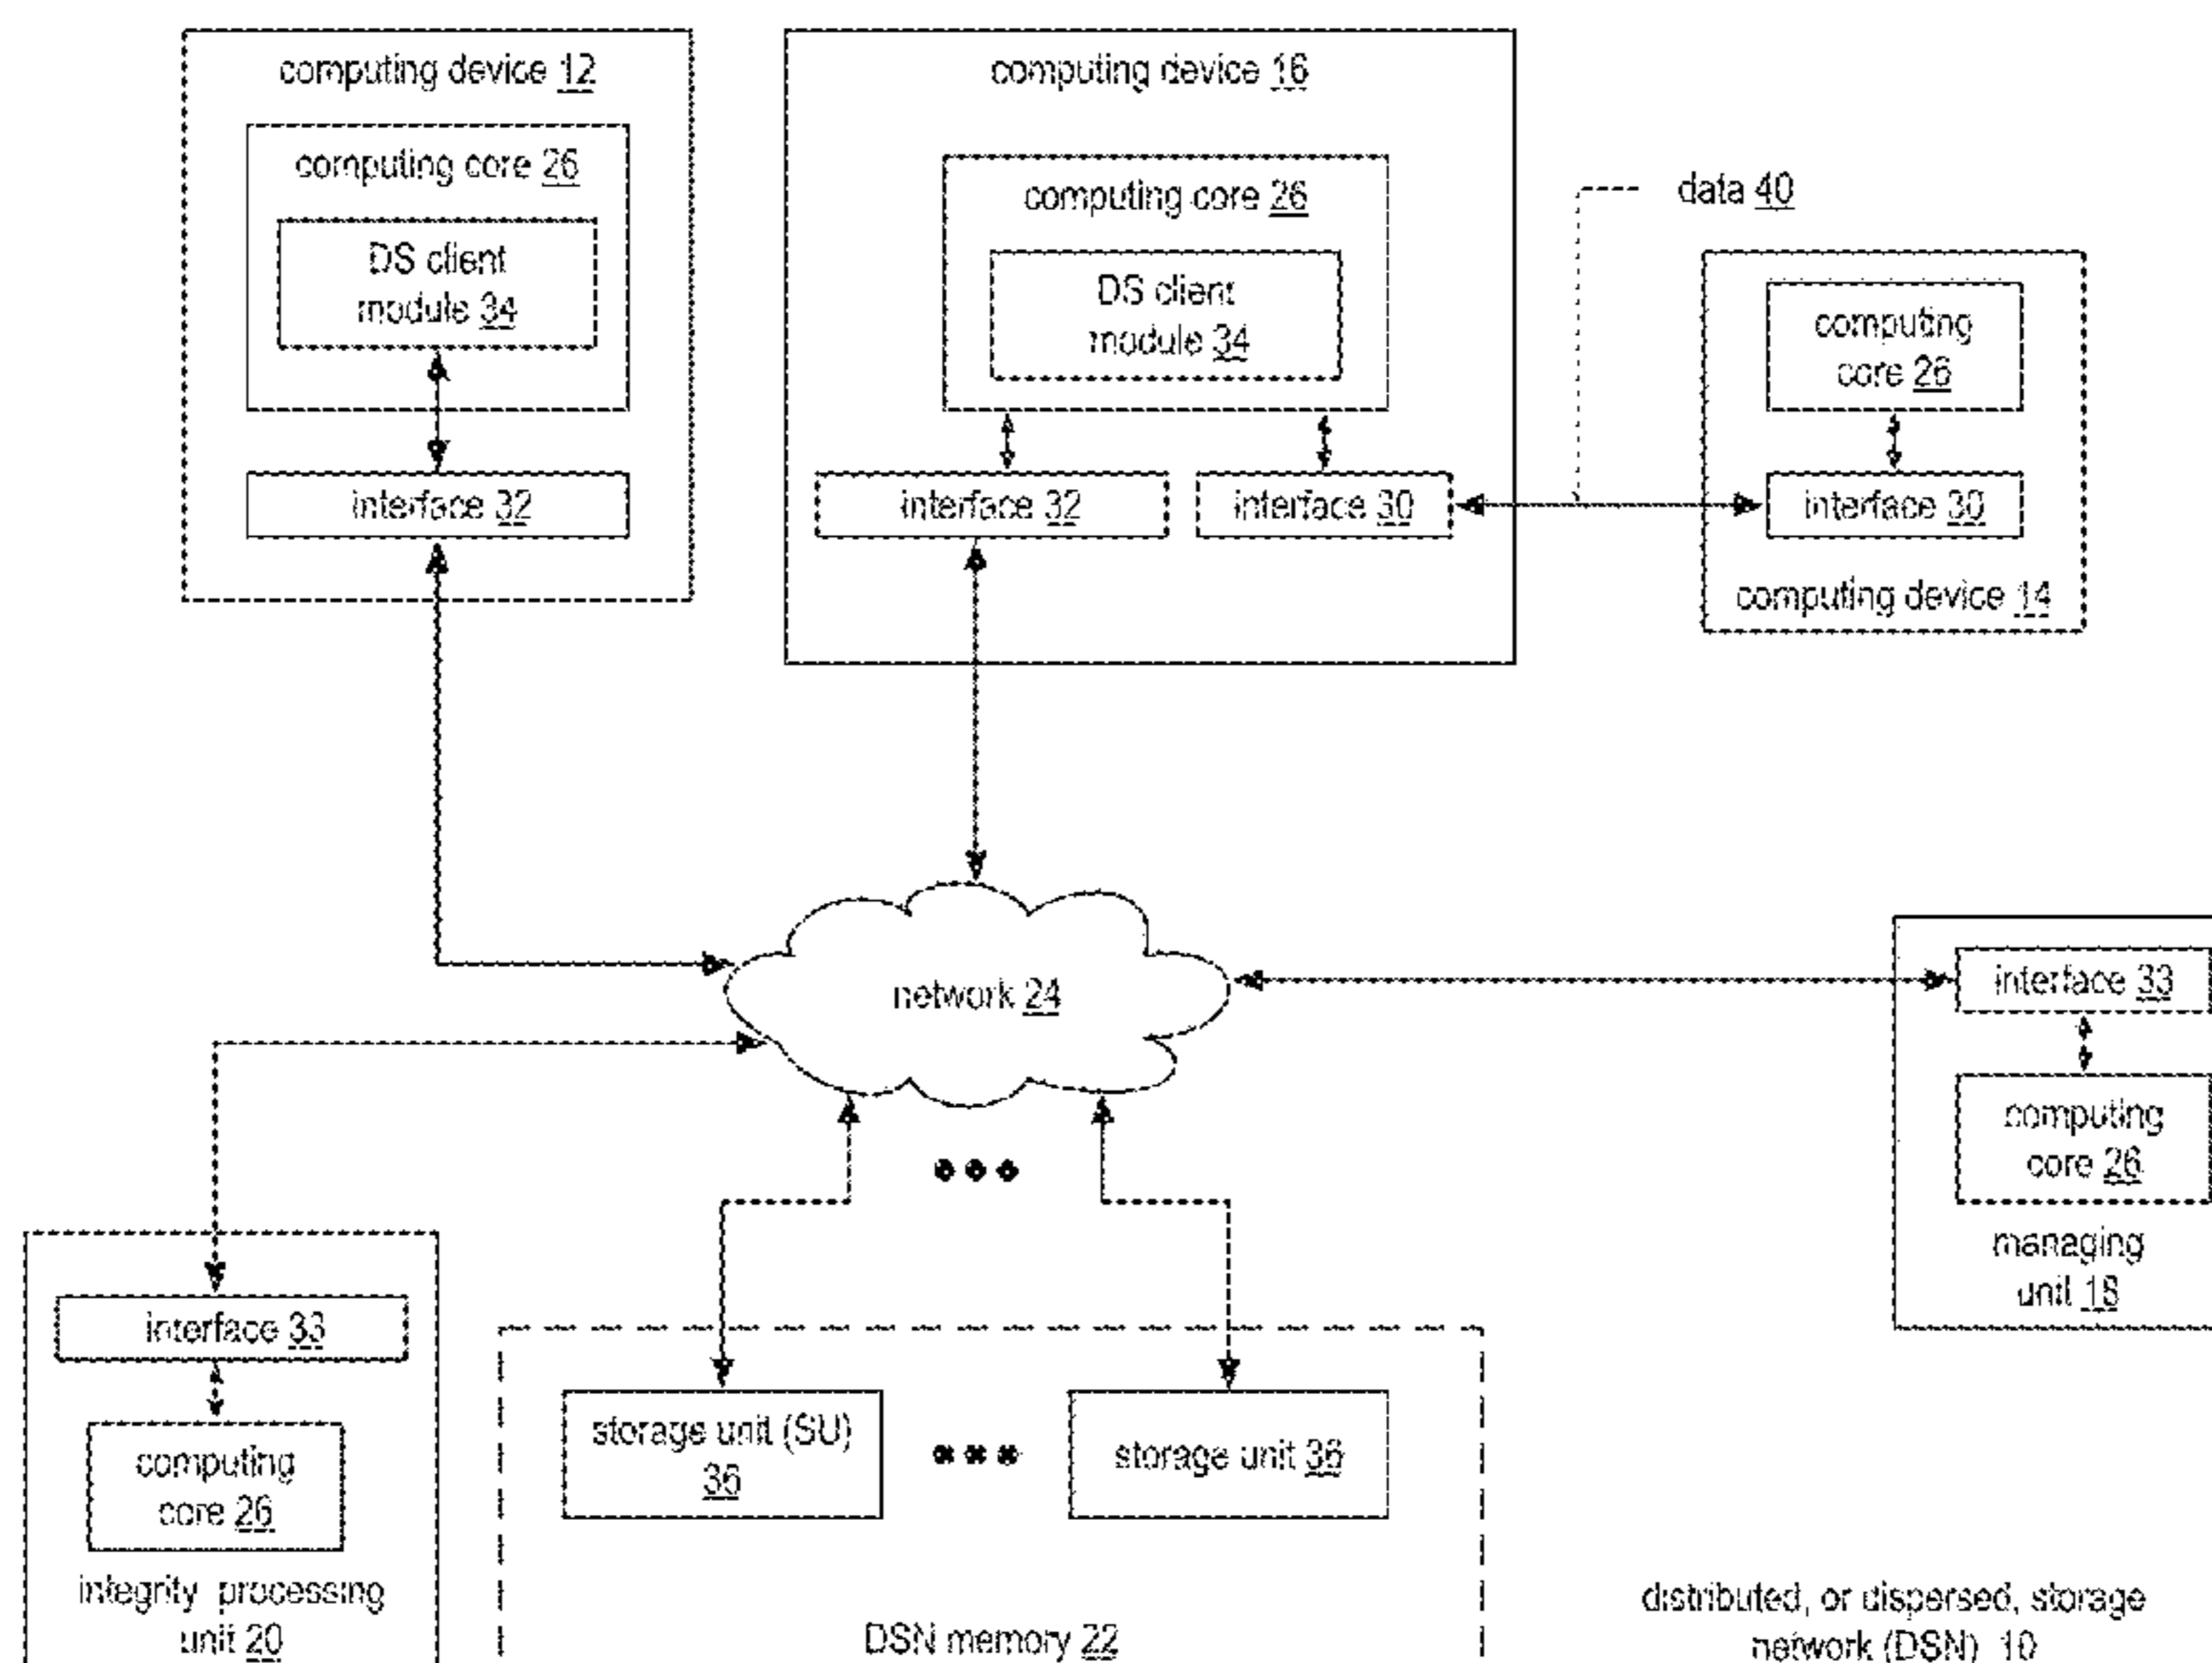 computing device 12
computing core 26
DS client
module 34
interface 32
computing device 16
computing core 26
DS client
module 34
interface 32
interface 30
data 40
computing
core 26
interface 30
computing device 14
network 24
interface 33
computing
core 26
managing
unit 18
interface 33
computing
core 26
integrity processing
unit 20
storage unit (SU)
36
storage unit 36
DSN memory 22
distributed, or dispersed, storage
network (DSN) 10